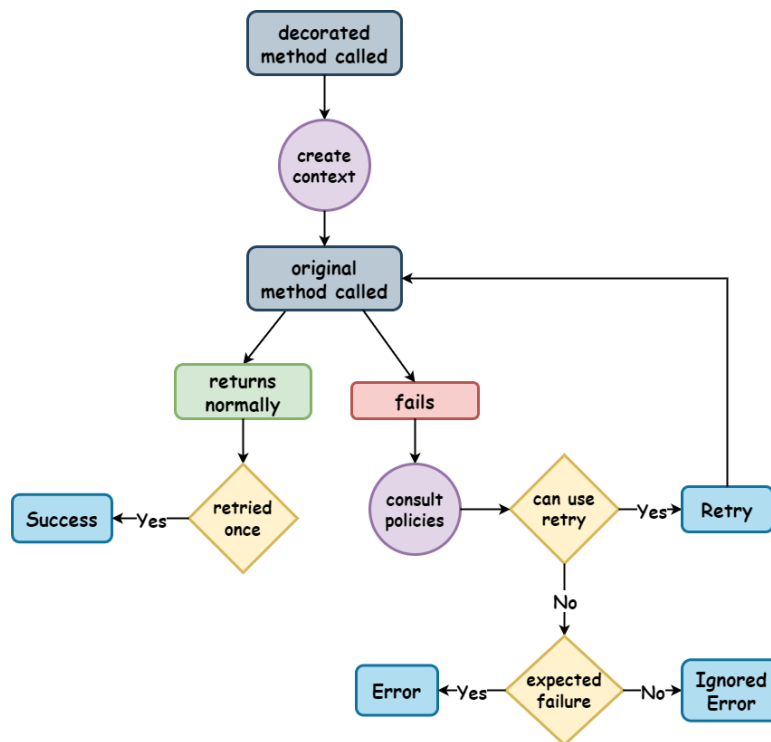 decorated
method called
create
context
original
method called
returns
normally
fails
Success
Yes
retried
once
consult
policies
can use
retry
Yes
Retry
No
Error
Yes
expected
failure
No
Ignored
Error